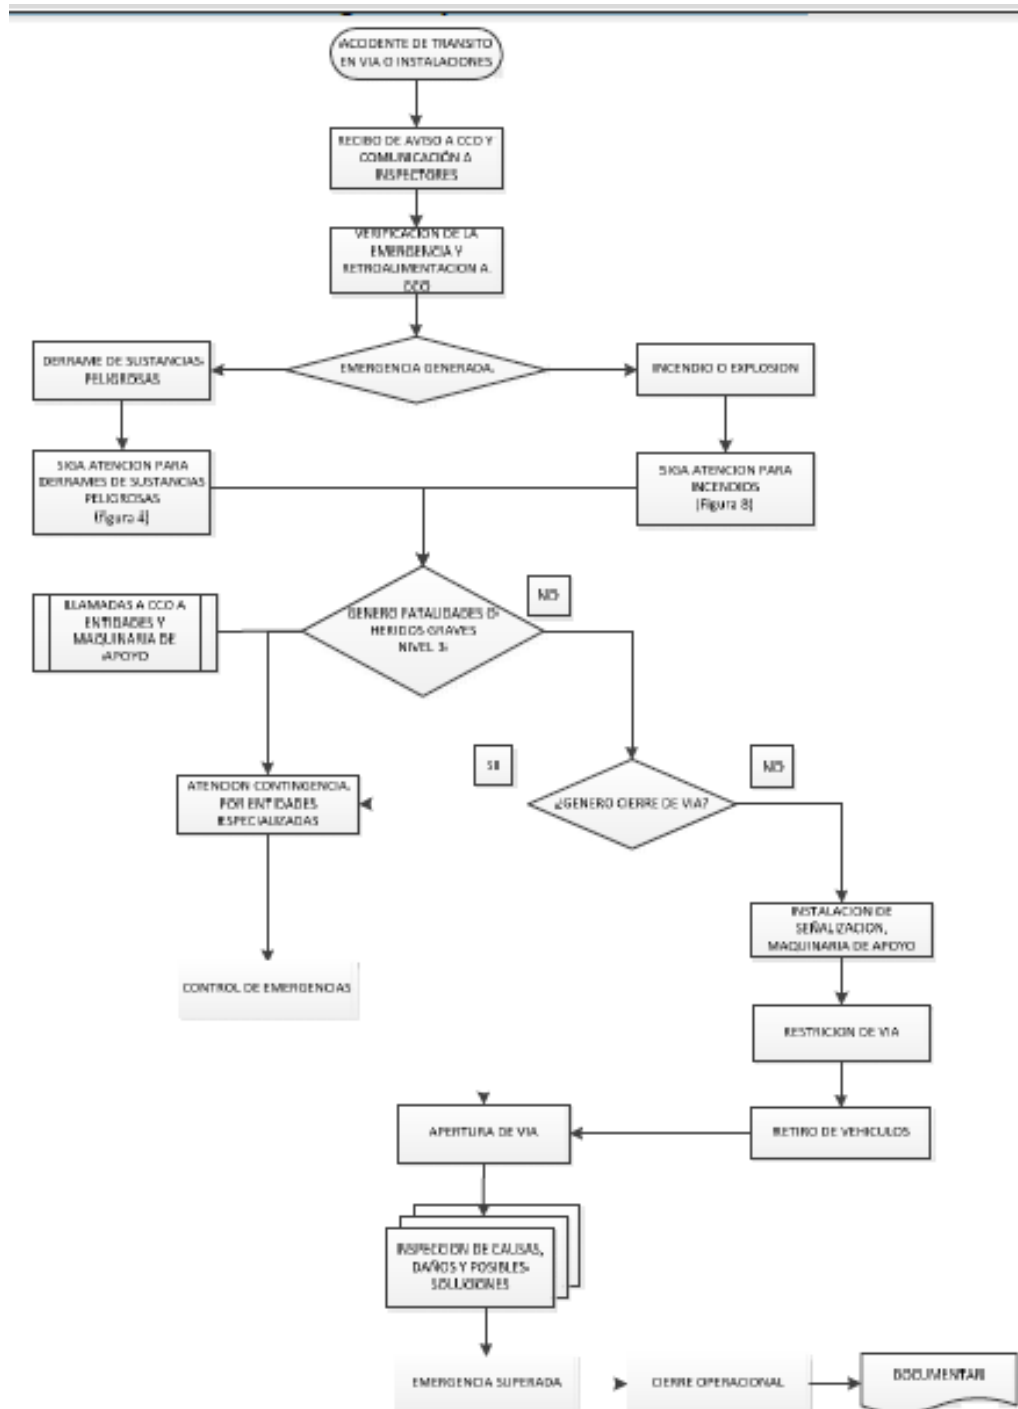 ACCIDENTE DE TRANSITO
EN VIA O INSTALACIONES
RECIBO DE AVISO A CCO Y
COMUNICACIÓN A
INSPECTORES
VERIFICACION DE LA
EMERGENCIA Y
RETROALIMENTACION A
CCO
DERRAME DE SUSTANCIAS
PELIGROSAS
EMERGENCIA GENERADA
INCENDIO O EXPLOSION
SIGA ATENCION PARA
DERRAMES DE SUSTANCIAS
PELIGROSAS
(Figura 4)
SIGA ATENCION PARA
INCENDIOS
(Figura 8)
LLAMADAS A CCO A
ENTIDADES Y
MAQUINARIA DE
APOYO
GENERO FATALIDADES O
HERIDOS GRAVES
NIVEL 3
NO
SI
¿GENERO CIERRE DE VIA?
NO
ATENCION CONTINGENCIA
POR ENTIDADES
ESPECIALIZADAS
INSTALACION DE
SEÑALIZACION,
MAQUINARIA DE APOYO
CONTROL DE EMERGENCIAS
RESTRICION DE VIA
APERTURA DE VIA
RETIRO DE VEHICULOS
INSPECCION DE CAUSAS,
DAÑOS Y POSIBLES
SOLUCIONES
EMERGENCIA SUPERADA
CIERRE OPERACIONAL
DOCUMENTAR